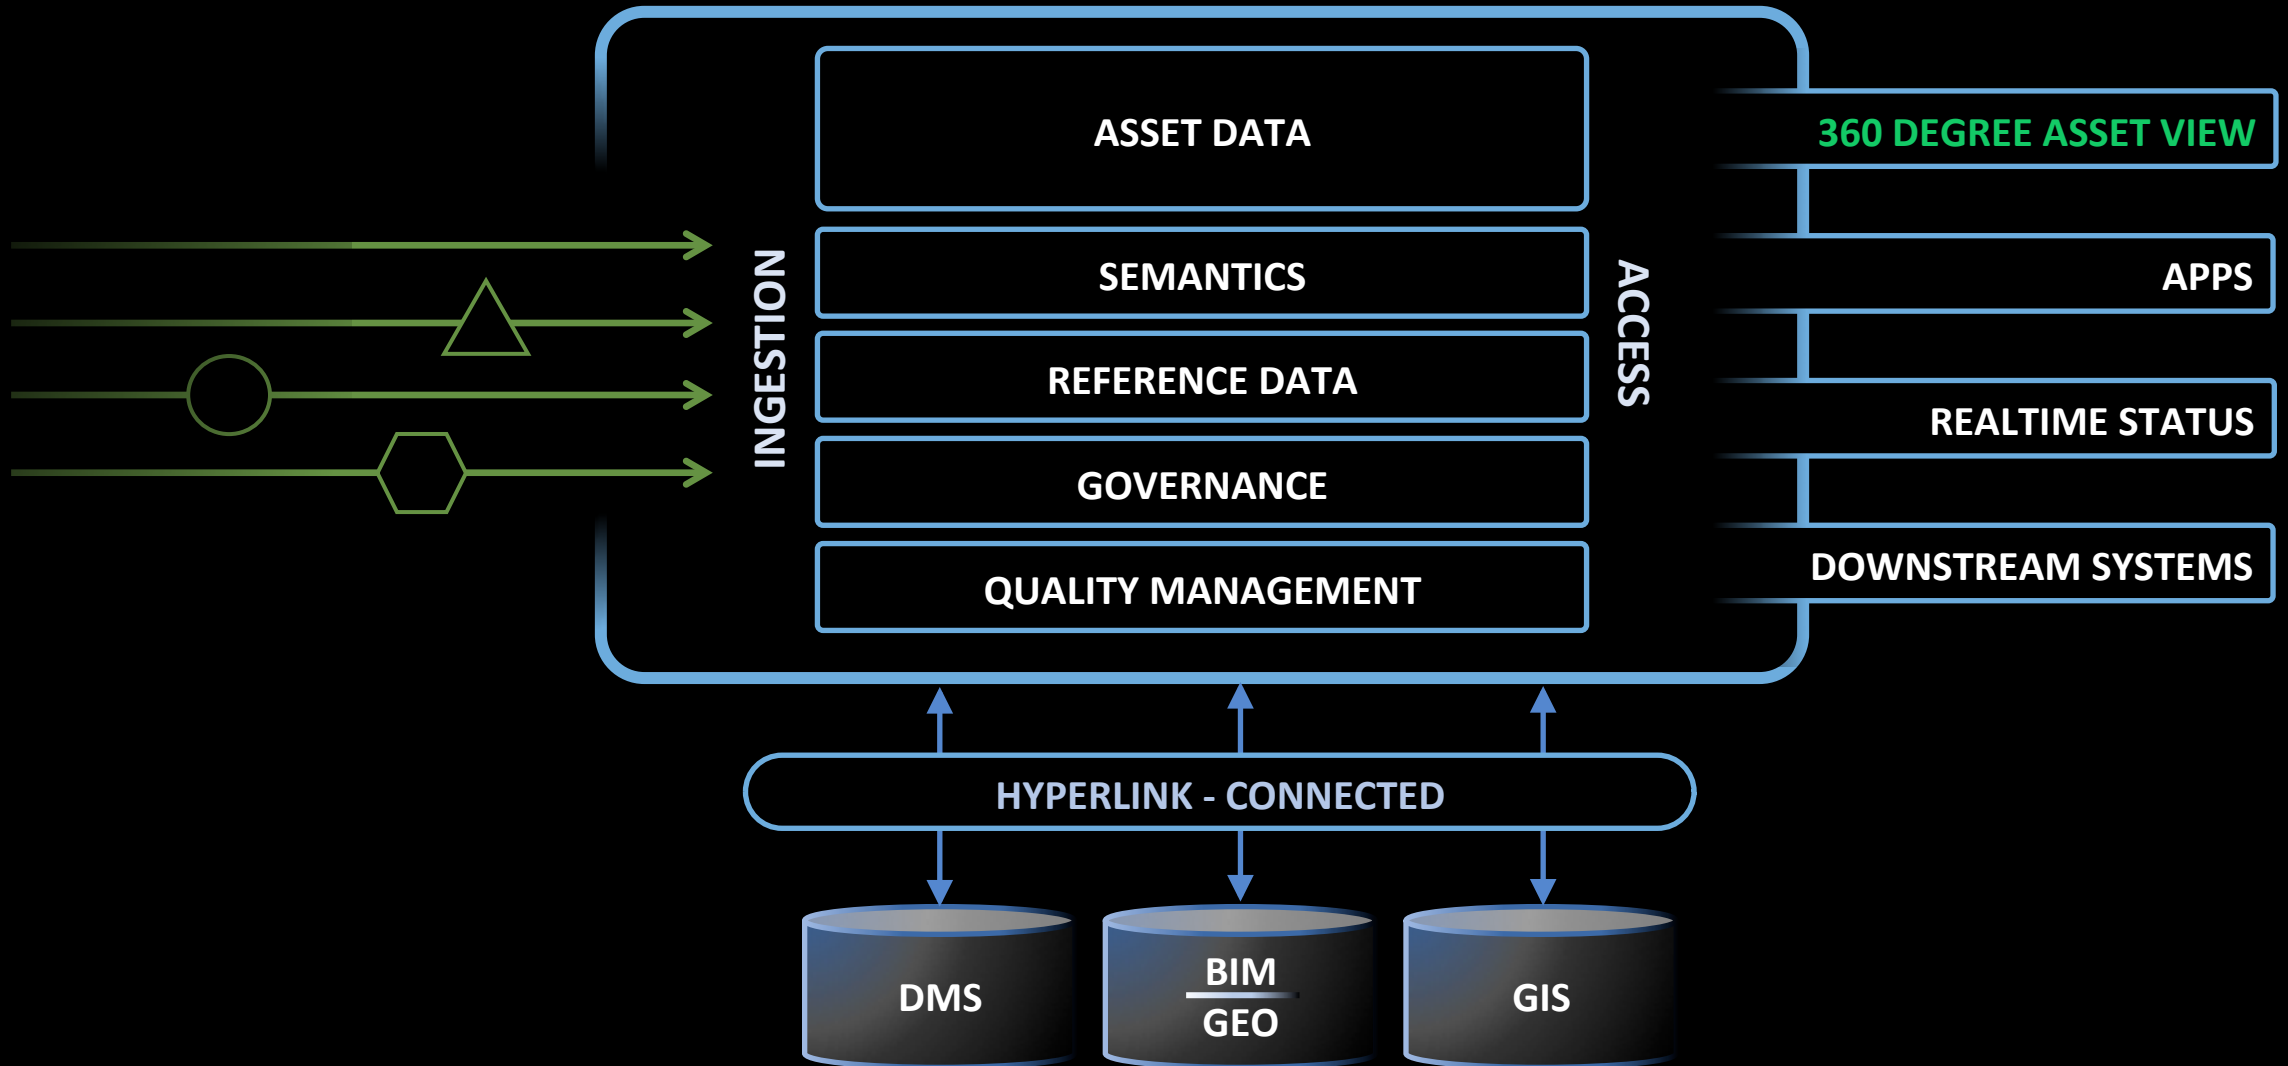 ASSET DATA
360 DEGREE ASSET VIEW
INGESTION
SEMANTICS
ACCESS
APPS
REFERENCE DATA
REALTIME STATUS
GOVERNANCE
QUALITY MANAGEMENT
DOWNSTREAM SYSTEMS
HYPERLINK - CONNECTED
DMS
BIM
GEO
GIS